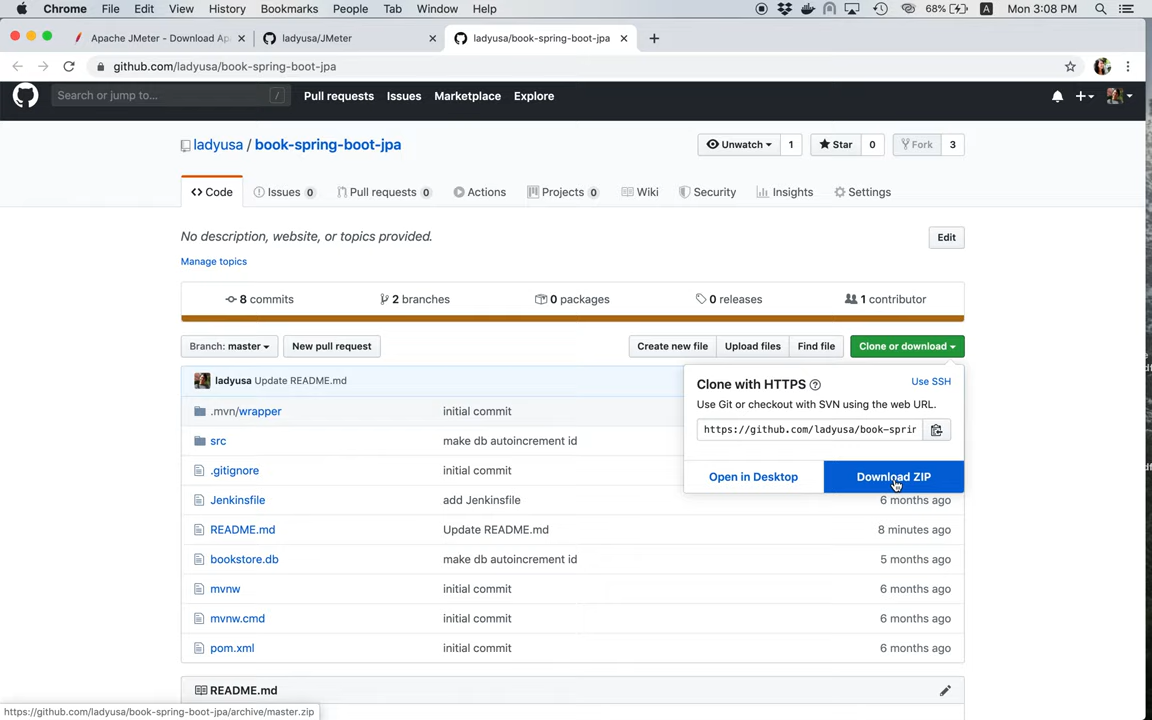 Chrome File Edit View History Bookmarks People Tab Window Help 68% A Mon 3:08 PM
Apache JMeter - Download Ap ladyusa/JMeter ladyusa/book-spring-boot-jpa
github.com/ladyusa/book-spring-boot-jpa
Search or jump to... / Pull requests Issues Marketplace Explore
ladyusa / book-spring-boot-jpa Unwatch 1 Star 0 Fork 3
Code Issues 0 Pull requests 0 Actions Projects 0 Wiki Security Insights Settings
No description, website, or topics provided. Edit
Manage topics
8 commits 2 branches 0 packages 0 releases 1 contributor
Branch: master New pull request Create new file Upload files Find file Clone or download
ladyusa Update README.md
Clone with HTTPS ? Use SSH
Use Git or checkout with SVN using the web URL.
https://github.com/ladyusa/book-sprin
Open in Desktop Download ZIP
.mvn/wrapper initial commit
src make db autoincrement id
.gitignore initial commit
Jenkinsfile add Jenkinsfile 6 months ago
README.md Update README.md 8 minutes ago
bookstore.db make db autoincrement id 5 months ago
mvnw initial commit 6 months ago
mvnw.cmd initial commit 6 months ago
pom.xml initial commit 6 months ago
README.md
https://github.com/ladyusa/book-spring-boot-jpa/archive/master.zip